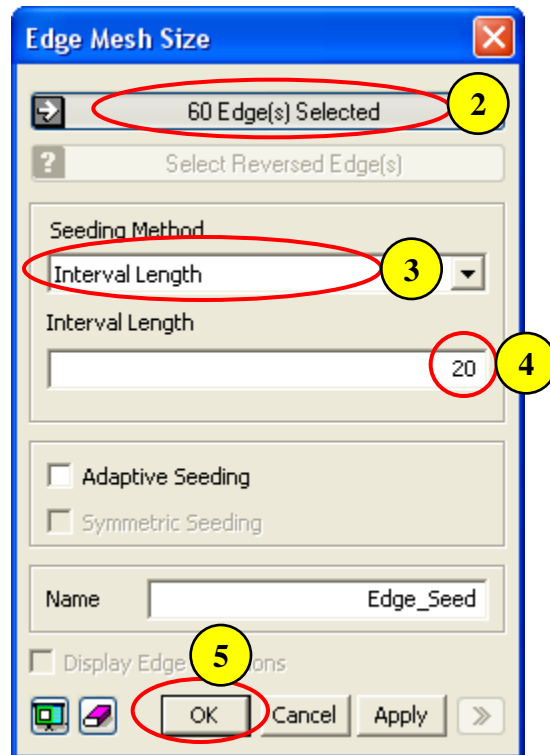 Edge Mesh Size
60 Edge(s) Selected 2
? Select Reversed Edge(s)
Seeding Method
Interval Length 3
Interval Length
20 4
Adaptive Seeding
Symmetric Seeding
Name Edge_Seed
5
Display Edge
OK Cancel Apply